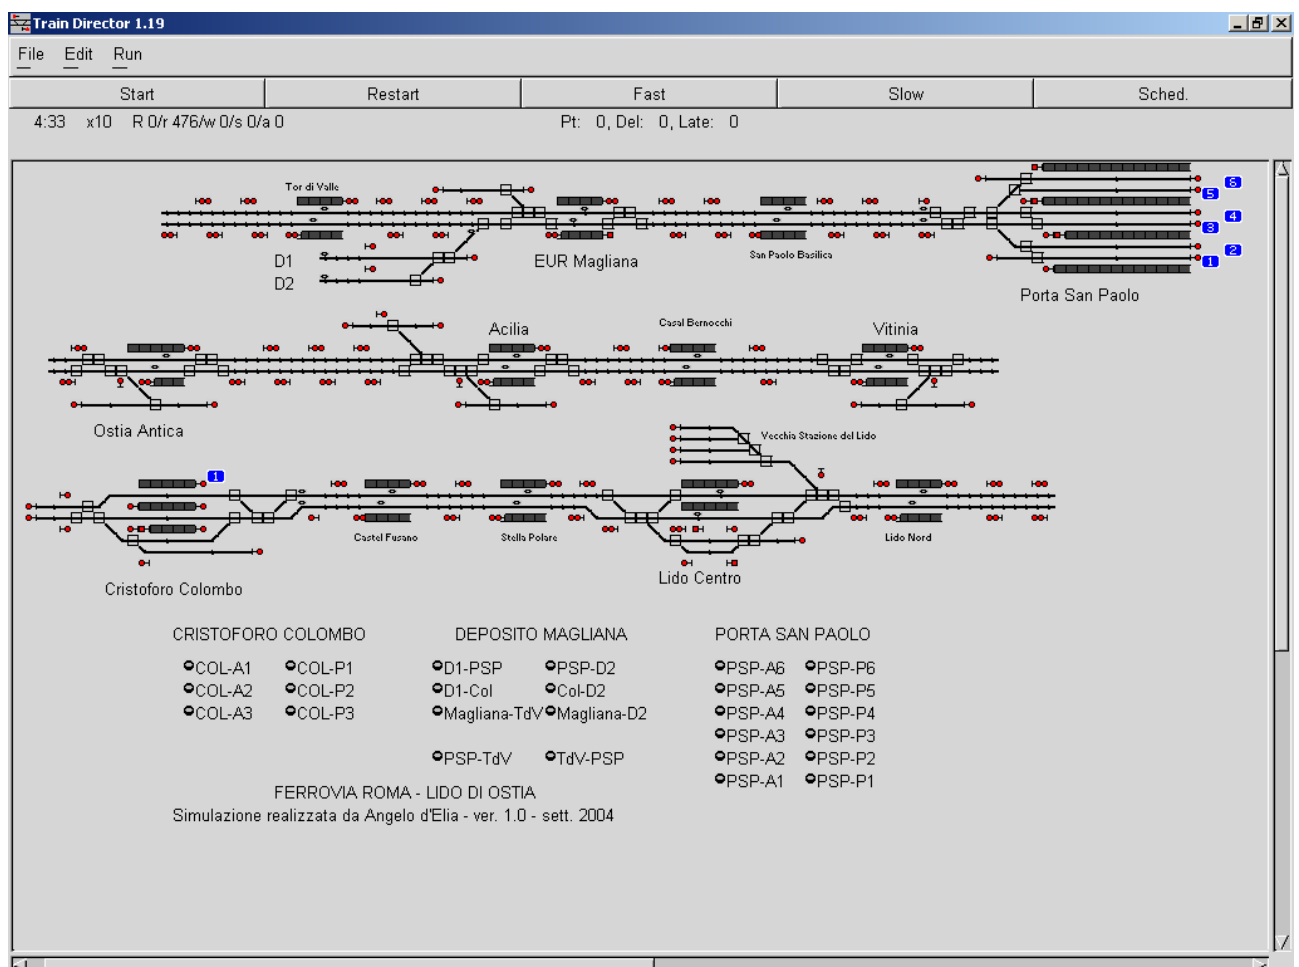 Train Director 1.19
File Edit Run
Start Restart Fast Slow Sched.
4:33 x10 R 0/r 476/w 0/s 0/a 0 Pt: 0, Del: 0, Late: 0
Tor di Valle
6
5
4
3
2
1
D1
EUR Magliana
San Paolo Basilica
D2
Porta San Paolo
Acilia
Casal Bernocchi
Vitinia
Ostia Antica
Vecchia Stazione del Lido
1
Castel Fusano
Stella Polare
Lido Nord
Lido Centro
Cristoforo Colombo
CRISTOFORO COLOMBO DEPOSITO MAGLIANA PORTA SAN PAOLO
COL-A1 COL-P1 D1-PSP PSP-D2 PSP-A6 PSP-P6
COL-A2 COL-P2 D1-Col Col-D2 PSP-A5 PSP-P5
COL-A3 COL-P3 Magliana-TdV Magliana-D2 PSP-A4 PSP-P4
PSP-A3 PSP-P3
PSP-TdV TdV-PSP PSP-A2 PSP-P2
PSP-A1 PSP-P1
FERROVIA ROMA - LIDO DI OSTIA
Simulazione realizzata da Angelo d'Elia - ver. 1.0 - sett. 2004